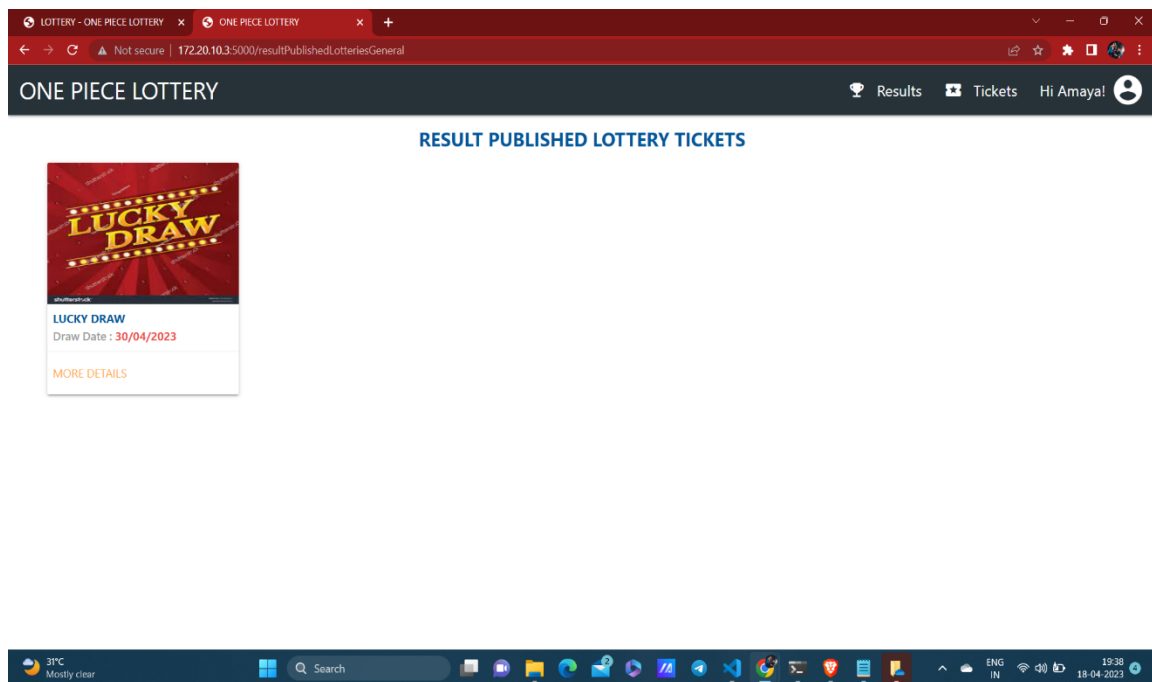 LOTTERY - ONE PIECE LOTTERY
ONE PIECE LOTTERY
Not secure | 172.20.10.3:5000/resultPublishedLotteriesGeneral
ONE PIECE LOTTERY
Results
Tickets
Hi Amaya!
RESULT PUBLISHED LOTTERY TICKETS
LUCKY
DRAW
shutterstock
LUCKY DRAW
Draw Date : 30/04/2023
MORE DETAILS
31°C
Mostly clear
Search
2
ENG
IN
19:38
18-04-2023
4